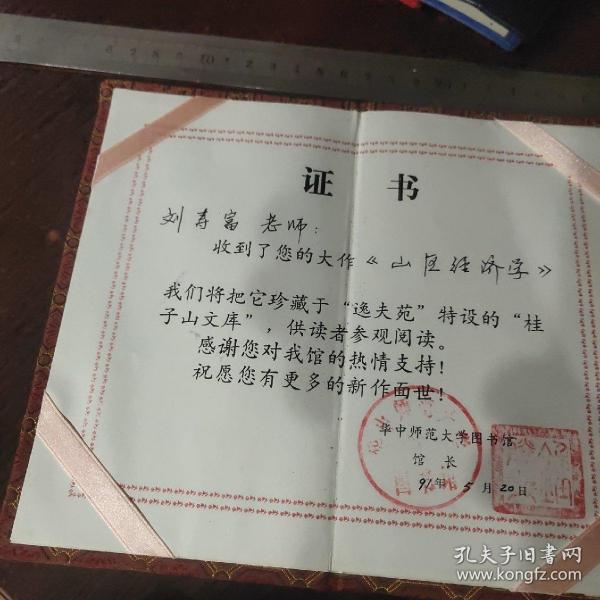 证 书
刘寿富 老师:
收到了您的大作《山区经济学》
我们将把它珍藏于“逸夫苑”特设的“桂
子山文库”,供读者参观阅读。
感谢您对我馆的热情支持!
祝愿您有更多的新作面世!
华中师范大学图书馆
馆 长
91年 5 月 20 日
孔夫子旧书网
www.kongfz.com